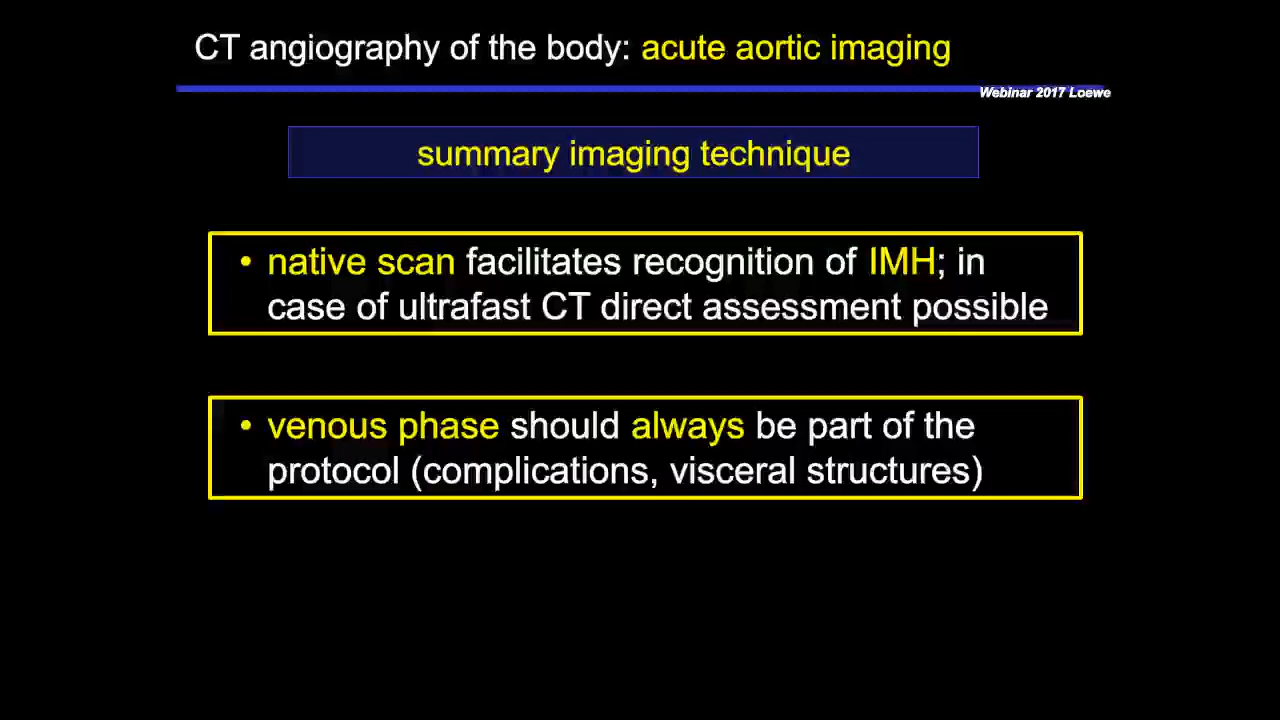 CT angiography of the body: acute aortic imaging
Webinar 2017 Loewe
summary imaging technique
• native scan facilitates recognition of IMH; in
case of ultrafast CT direct assessment possible
• venous phase should always be part of the
protocol (complications, visceral structures)